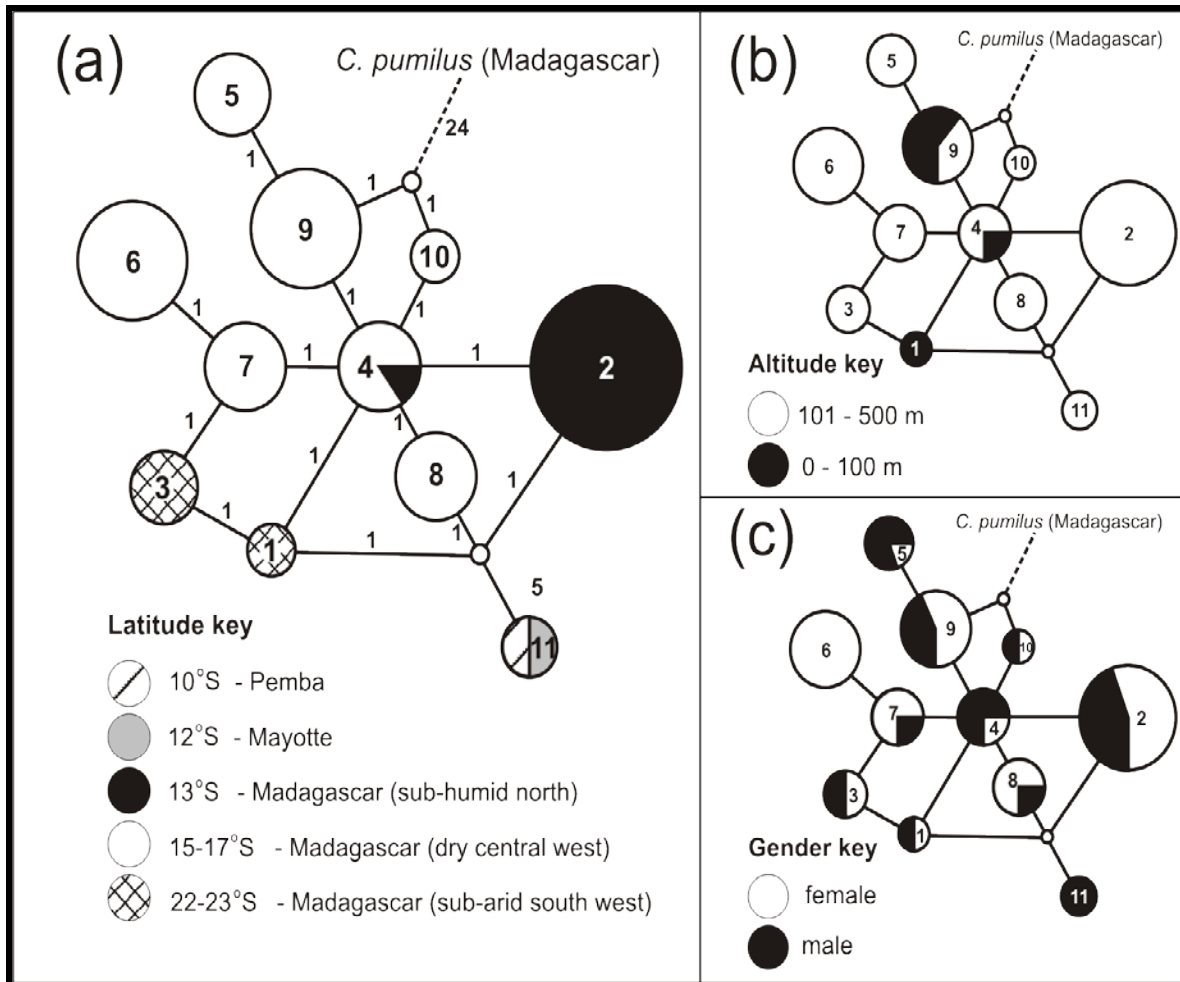 (a)
C. pumilus (Madagascar)
5
24
1
1
9
1
6
10
1
1
1
7
1
4
1
2
1
1
3
1
8
1
1
1
1
1
5
11
Latitude key
10°S - Pemba
12°S - Mayotte
13°S - Madagascar (sub-humid north)
15-17°S - Madagascar (dry central west)
22-23°S - Madagascar (sub-arid south west)
(b)
C. pumilus (Madagascar)
5
9
6
10
7
4
2
3
8
1
11
Altitude key
101 - 500 m
0 - 100 m
(c)
C. pumilus (Madagascar)
5
9
10
6
7
4
2
3
8
1
11
Gender key
female
male